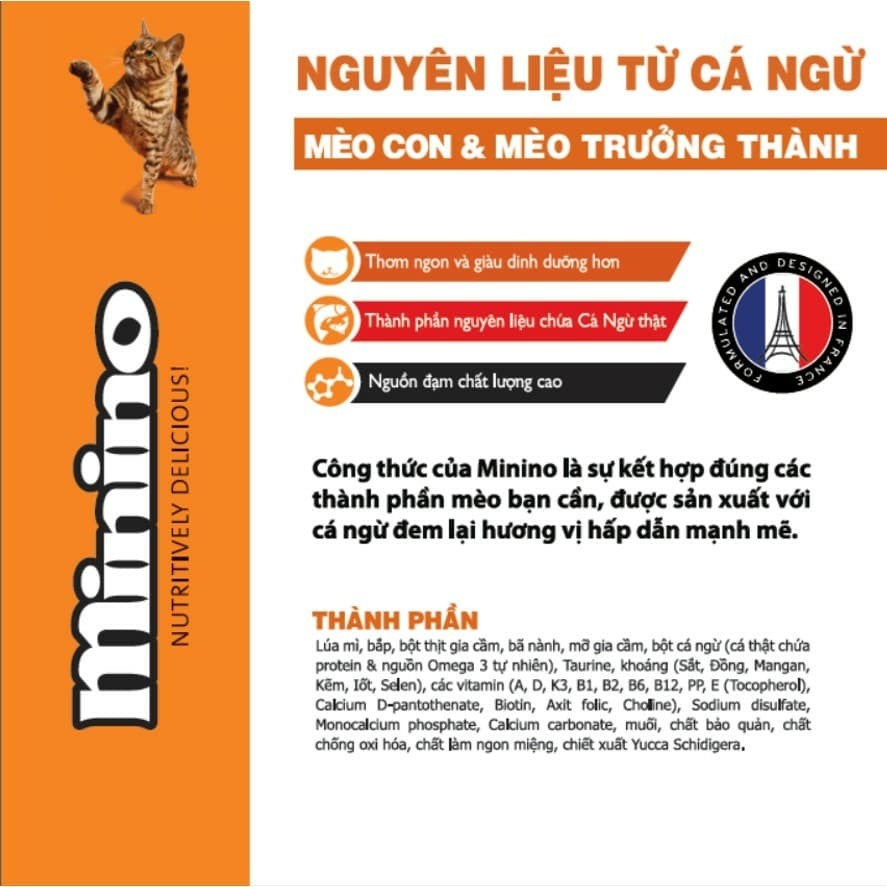 minino
NUTRITIVELY DELICIOUS!
NGUYÊN LIỆU TỪ CÁ NGỪ
MÈO CON & MÈO TRƯỞNG THÀNH
Thơm ngon và giàu dinh dưỡng hơn
Thành phần nguyên liệu chứa Cá Ngừ thật
Nguồn đạm chất lượng cao
FORMULATED AND DESIGNED IN FRANCE
Công thức của Minino là sự kết hợp đúng các
thành phần mèo bạn cần, được sản xuất với
cá ngừ đem lại hương vị hấp dẫn mạnh mẽ.
THÀNH PHẦN
Lúa mì, bắp, bột thịt gia cầm, bã nành, mỡ gia cầm, bột cá ngừ (cá thật chứa
protein & nguồn Omega 3 tự nhiên), Taurine, khoáng (Sắt, Đồng, Mangan,
Kẽm, Iốt, Selen), các vitamin (A, D, K3, B1, B2, B6, B12, PP, E (Tocopherol),
Calcium D-pantothenate, Biotin, Axit folic, Choline), Sodium disulfate,
Monocalcium phosphate, Calcium carbonate, muối, chất bảo quản, chất
chống oxi hóa, chất làm ngon miệng, chiết xuất Yucca Schidigera.